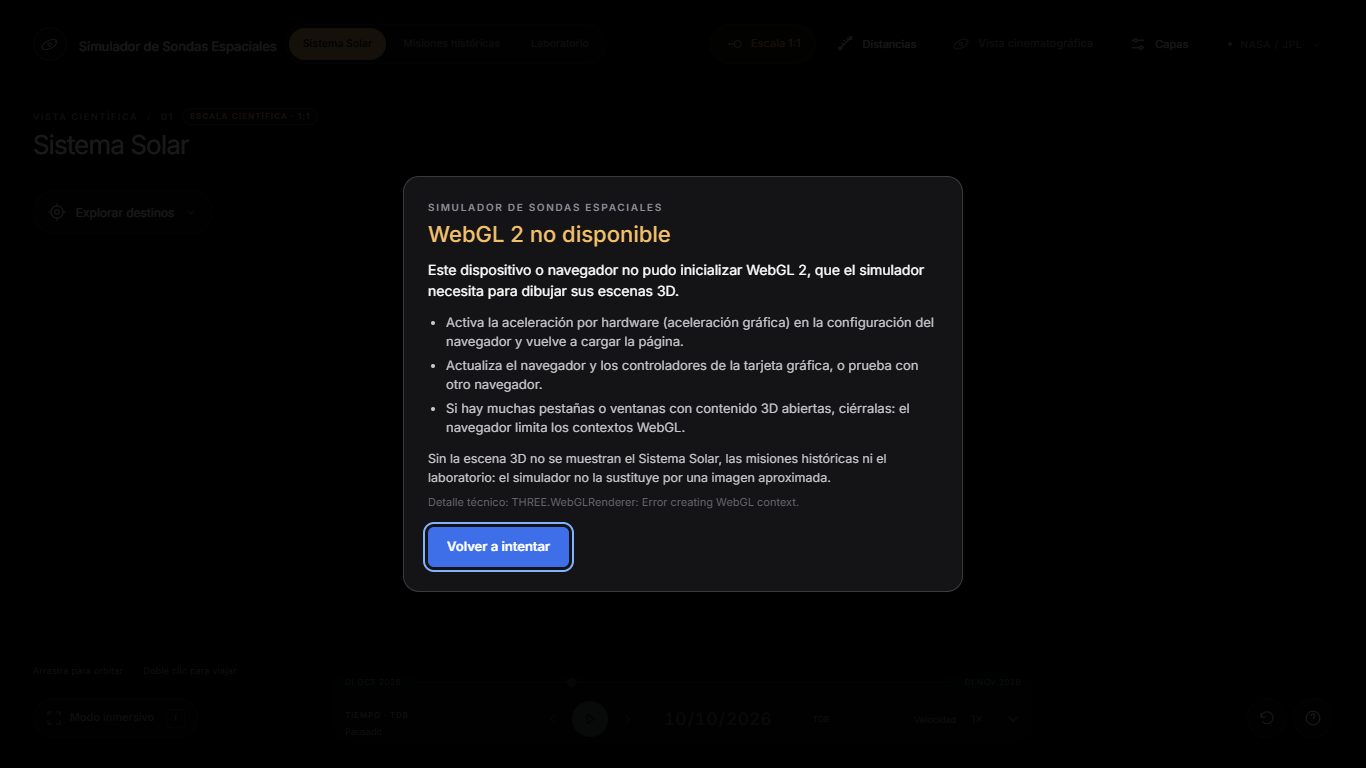 Simulador de Sondas Espaciales
Sistema Solar
Misiones históricas
Laboratorio
Escala 1:1
Distancias
Vista cinematográfica
Capas
NASA / JPL
VISTA CIENTÍFICA / 01
ESCALA CIENTÍFICA · 1:1
Sistema Solar
Explorar destinos
SIMULADOR DE SONDAS ESPACIALES
WebGL 2 no disponible
Este dispositivo o navegador no pudo inicializar WebGL 2, que el simulador
necesita para dibujar sus escenas 3D.
• Activa la aceleración por hardware (aceleración gráfica) en la configuración del
navegador y vuelve a cargar la página.
• Actualiza el navegador y los controladores de la tarjeta gráfica, o prueba con
otro navegador.
• Si hay muchas pestañas o ventanas con contenido 3D abiertas, ciérralas: el
navegador limita los contextos WebGL.
Sin la escena 3D no se muestran el Sistema Solar, las misiones históricas ni el
laboratorio: el simulador no la sustituye por una imagen aproximada.
Detalle técnico: THREE.WebGLRenderer: Error creating WebGL context.
Volver a intentar
Arrastra para orbitar
Doble clic para viajar
Modo inmersivo
TIEMPO · TDB
Pausado
10/10/2026
TDB
Velocidad